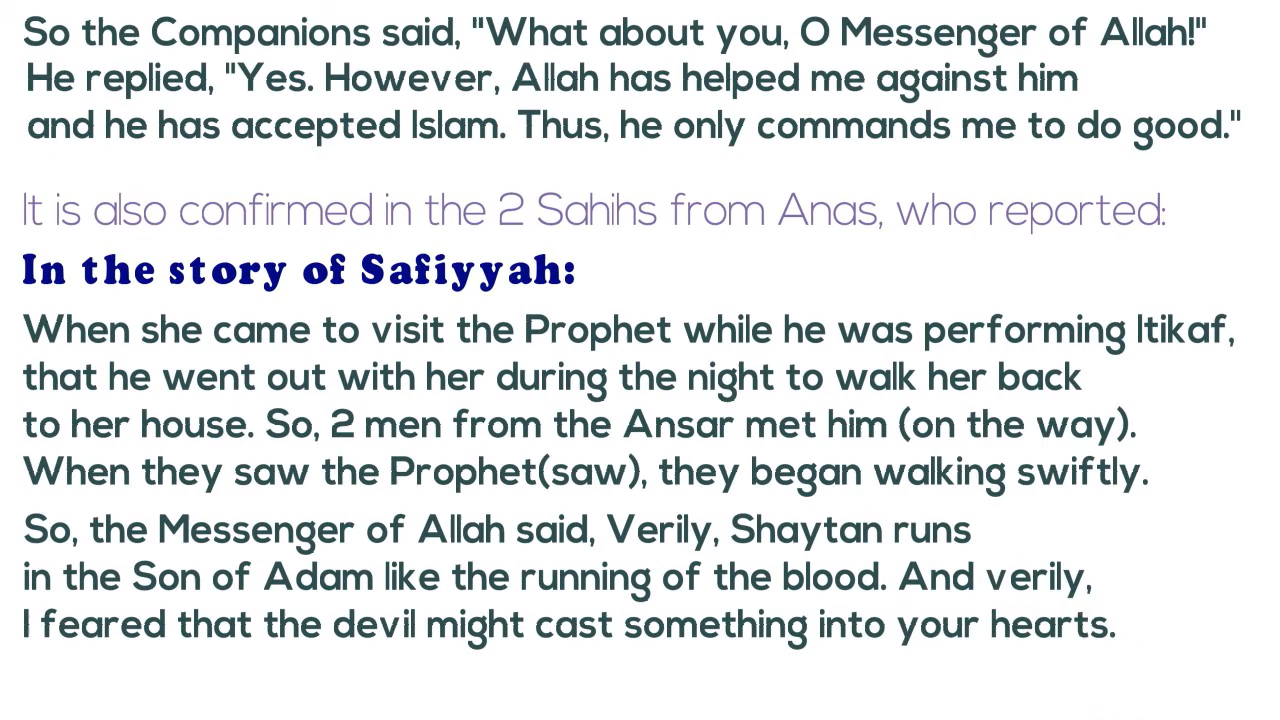 So the Companions said, "What about you, O Messenger of Allah!"
He replied, "Yes. However, Allah has helped me against him
and he has accepted Islam. Thus, he only commands me to do good."
It is also confirmed in the 2 Sahihs from Anas, who reported:
In the story of Safiyyah:
When she came to visit the Prophet while he was performing Itikaf,
that he went out with her during the night to walk her back
to her house. So, 2 men from the Ansar met him (on the way).
When they saw the Prophet(saw), they began walking swiftly.
So, the Messenger of Allah said, Verily, Shaytan runs
in the Son of Adam like the running of the blood. And verily,
I feared that the devil might cast something into your hearts.